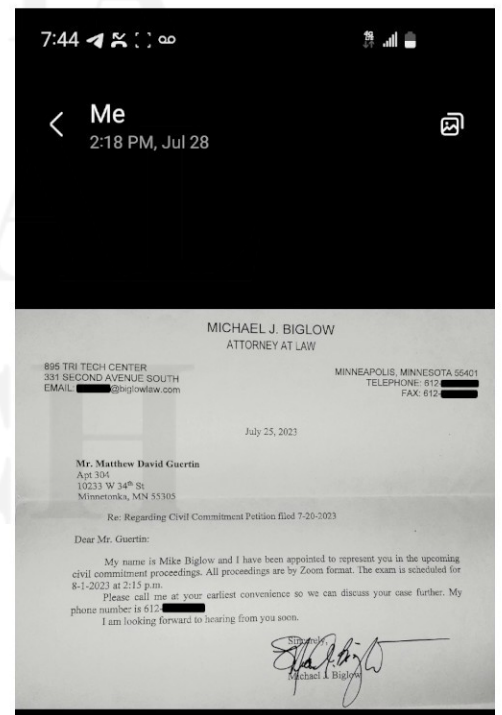 7:44
Me
2:18 PM, Jul 28
MICHAEL J. BIGLOW
ATTORNEY AT LAW
895 TRI TECH CENTER
331 SECOND AVENUE SOUTH
EMAIL: @biglowlaw.com
MINNEAPOLIS, MINNESOTA 55401
TELEPHONE: 612-
FAX: 612-
July 25, 2023
Mr. Matthew David Guertin
Apt 304
10233 W 34th St
Minnetonka, MN 55305
Re: Regarding Civil Commitment Petition filed 7-20-2023
Dear Mr. Guertin:
My name is Mike Biglow and I have been appointed to represent you in the upcoming
civil commitment proceedings. All proceedings are by Zoom format. The exam is scheduled for
8-1-2023 at 2:15 p.m.
Please call me at your earliest convenience so we can discuss your case further. My
phone number is 612-
I am looking forward to hearing from you soon.
Sincerely,
Michael J. Biglow